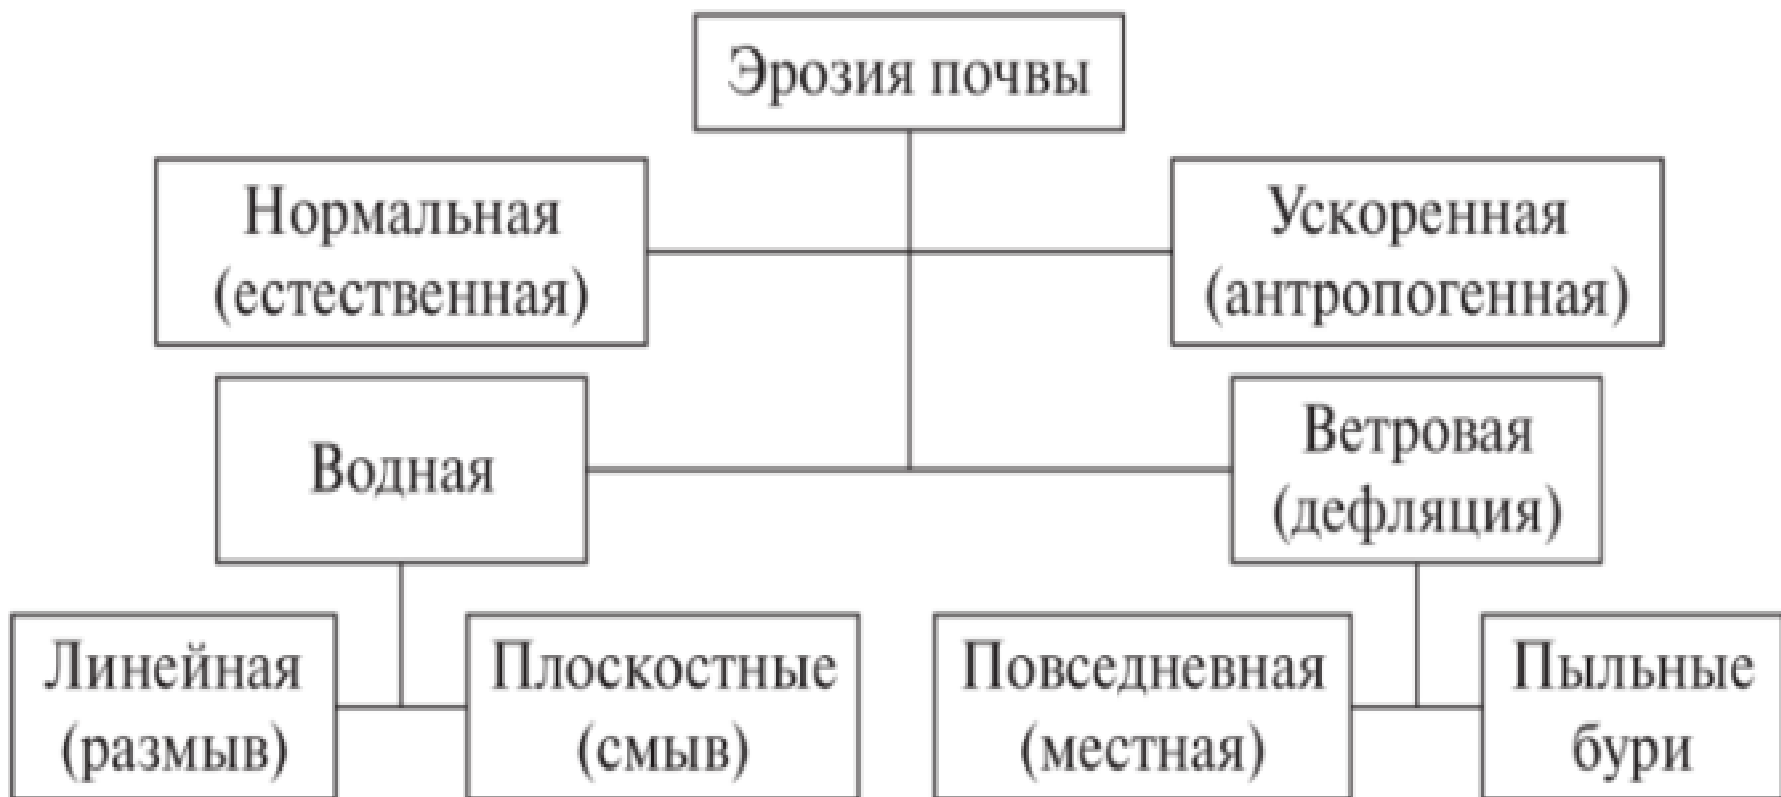 Эрозия почвы
Нормальная
(естественная)
Ускоренная
(антропогенная)
Водная
Ветровая
(дефляция)
Линейная
(размыв)
Плоскостные
(смыв)
Повседневная
(местная)
Пыльные
бури